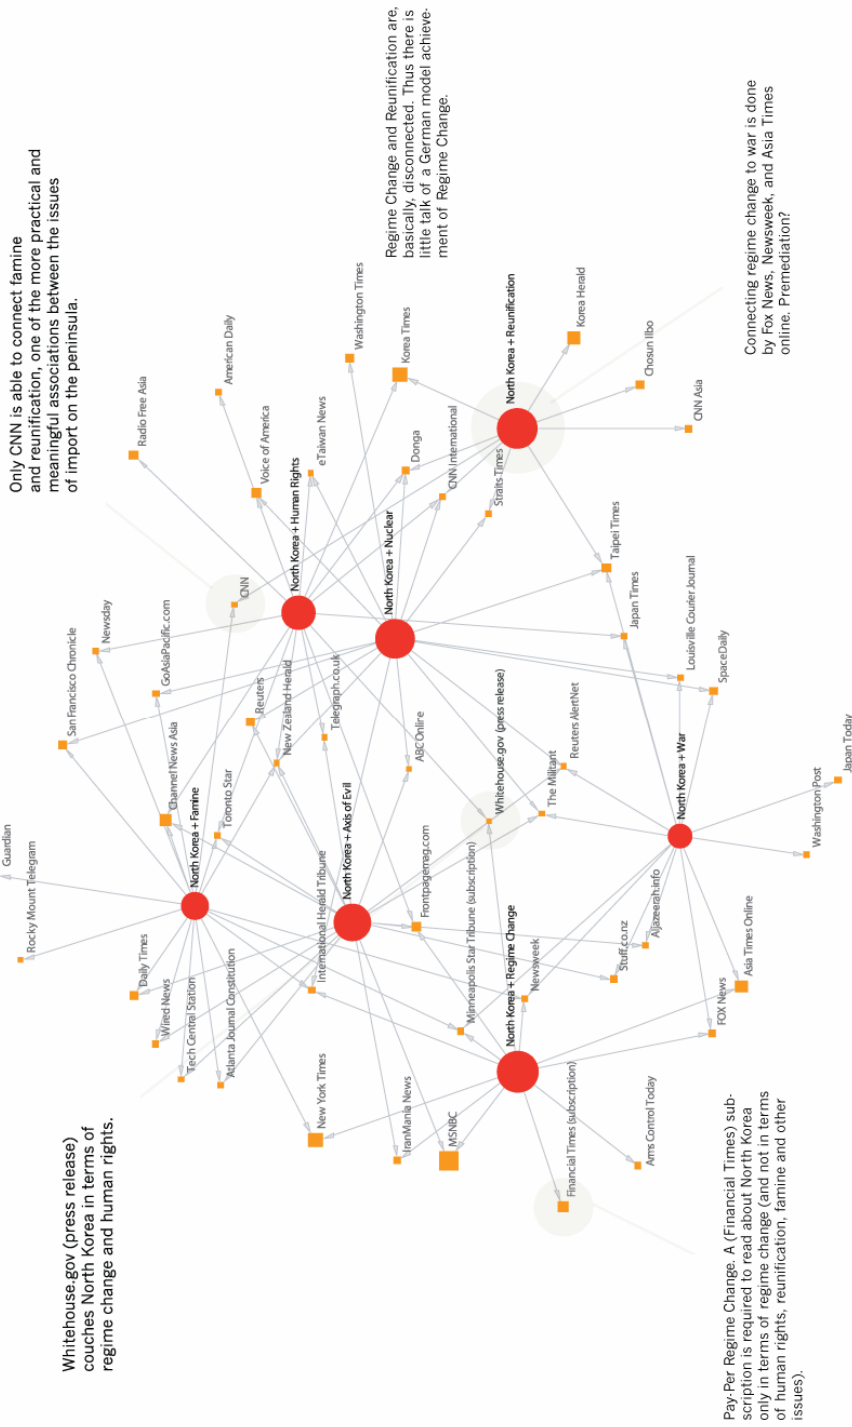 Whitehouse.gov (press release)
couches North Korea in terms of
regime change and human rights.
Only CNN is able to connect famine
and reunification, one of the more practical and
meaningful associations between the issues
of import on the peninsula.
Guardian
Rocky Mount Telegram
San Francisco Chronicle
Newsday
Radio Free Asia
Daily Times
Wired News
GoAsiaPacific.com
Channel News Asia
Tech Central Station
North Korea + Famine
Toronto Star
American Daily
Atlanta Journal Constitution
CNN
Reuters
Voice of America
New Zealand Herald
North Korea + Human Rights
New York Times
International Herald Tribune
eTaiwan News
Telegraph.co.uk
North Korea + Axis of Evil
Washington Times
North Korea + Nuclear
IranMania News
Korea Times
Donga
ABC Online
Frontpagemag.com
Regime Change and Reunification are,
basically, disconnected. Thus there is
little talk of a German model achieve-
ment of Regime Change.
MSNBC
CNN International
Minneapolis Star Tribune (subscription)
Straits Times
Whitehouse.gov (press release)
North Korea + Regime Change
North Korea + Reunification
Newsweek
The Militant
Financial Times (subscription)
Reuters AlertNet
Korea Herald
Taipei Times
Stuff.co.nz
Japan Times
Arms Control Today
Aljazeerah.info
Chosun Ilbo
North Korea + War
Louisville Courier Journal
CNN Asia
FOX News
SpaceDaily
Asia Times Online
Washington Post
Japan Today
Pay-Per Regime Change. A (Financial Times) sub-
scription is required to read about North Korea
only in terms of regime change (and not in terms
of human rights, reunification, famine and other
issues).
Connecting regime change to war is done
by Fox News, Newsweek, and Asia Times
online. Premediation?